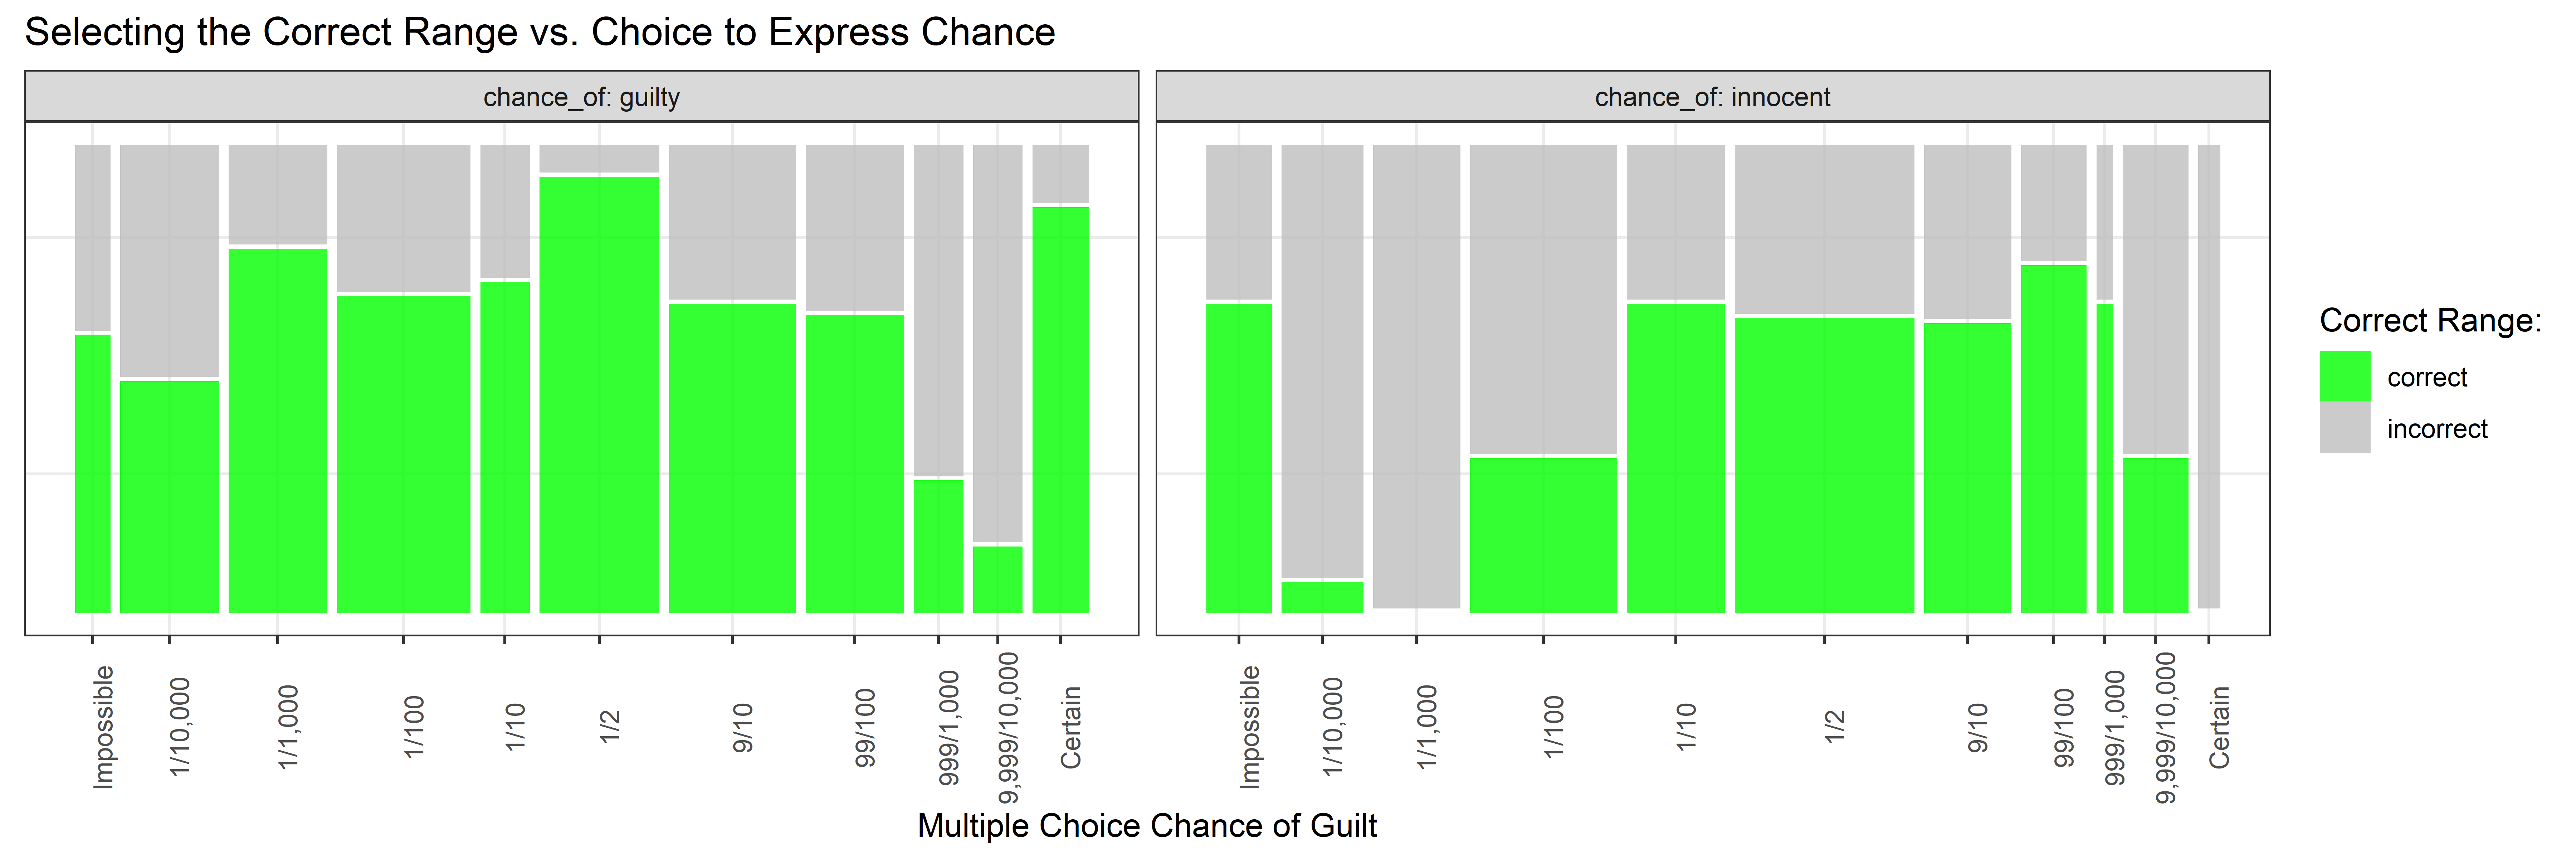 Selecting the Correct Range vs. Choice to Express Chance
chance_of: guilty
chance_of: innocent
Impossible
1/10,000
1/1,000
1/100
1/10
1/2
9/10
99/100
999/1,000
9,999/10,000
Certain
Impossible
1/10,000
1/1,000
1/100
1/10
1/2
9/10
99/100
999/1,000
9,999/10,000
Certain
Multiple Choice Chance of Guilt
Correct Range:
correct
incorrect